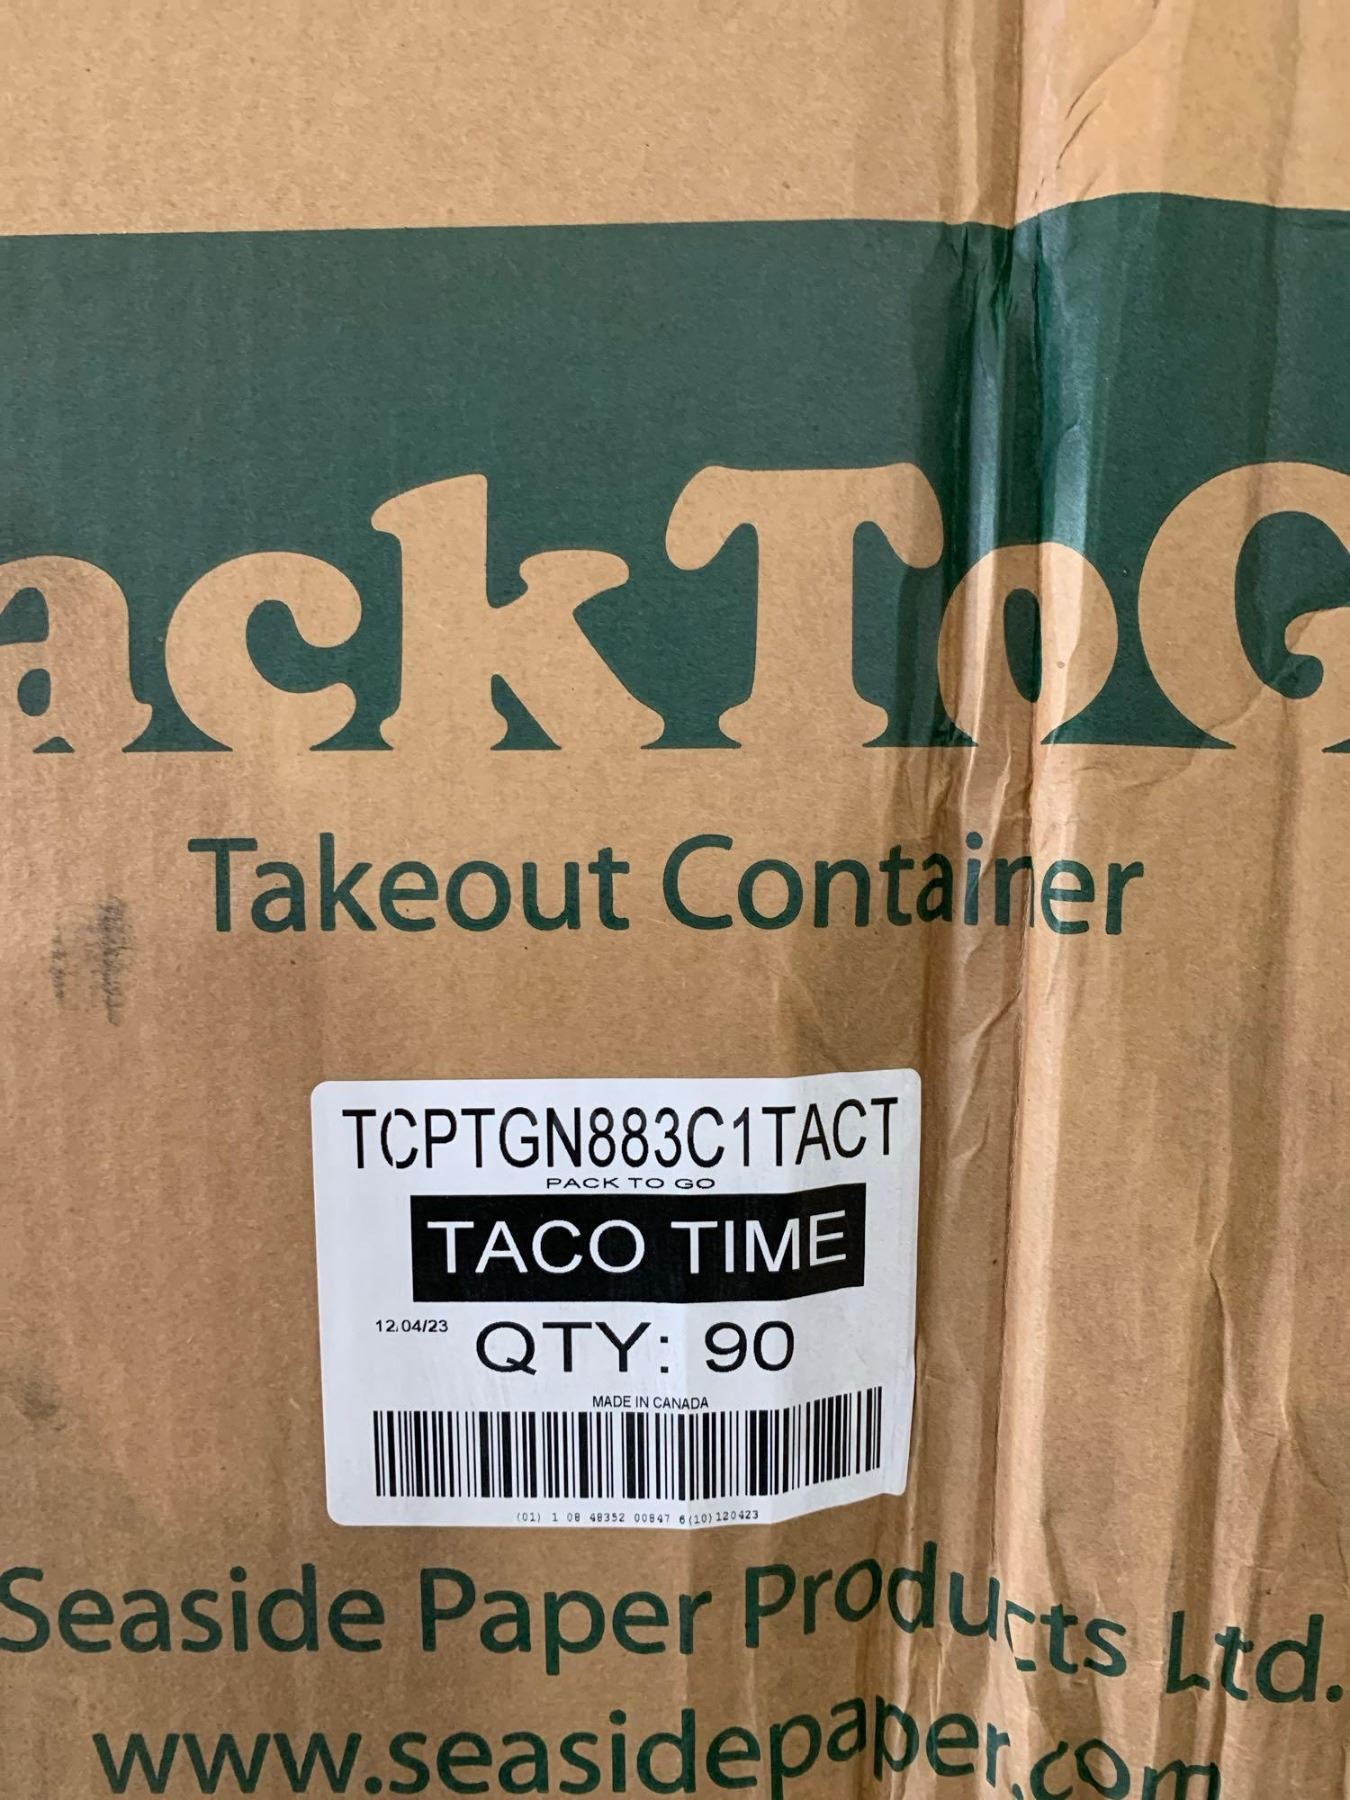 ackToG
Takeout Container
TCPTGN883C1TACT
PACK TO GO
TACO TIME
12/04/23 QTY: 90
MADE IN CANADA
(01) 1 08 48352 00847 6(10)120423
Seaside Paper Products Ltd.
www.seasidepaper.com